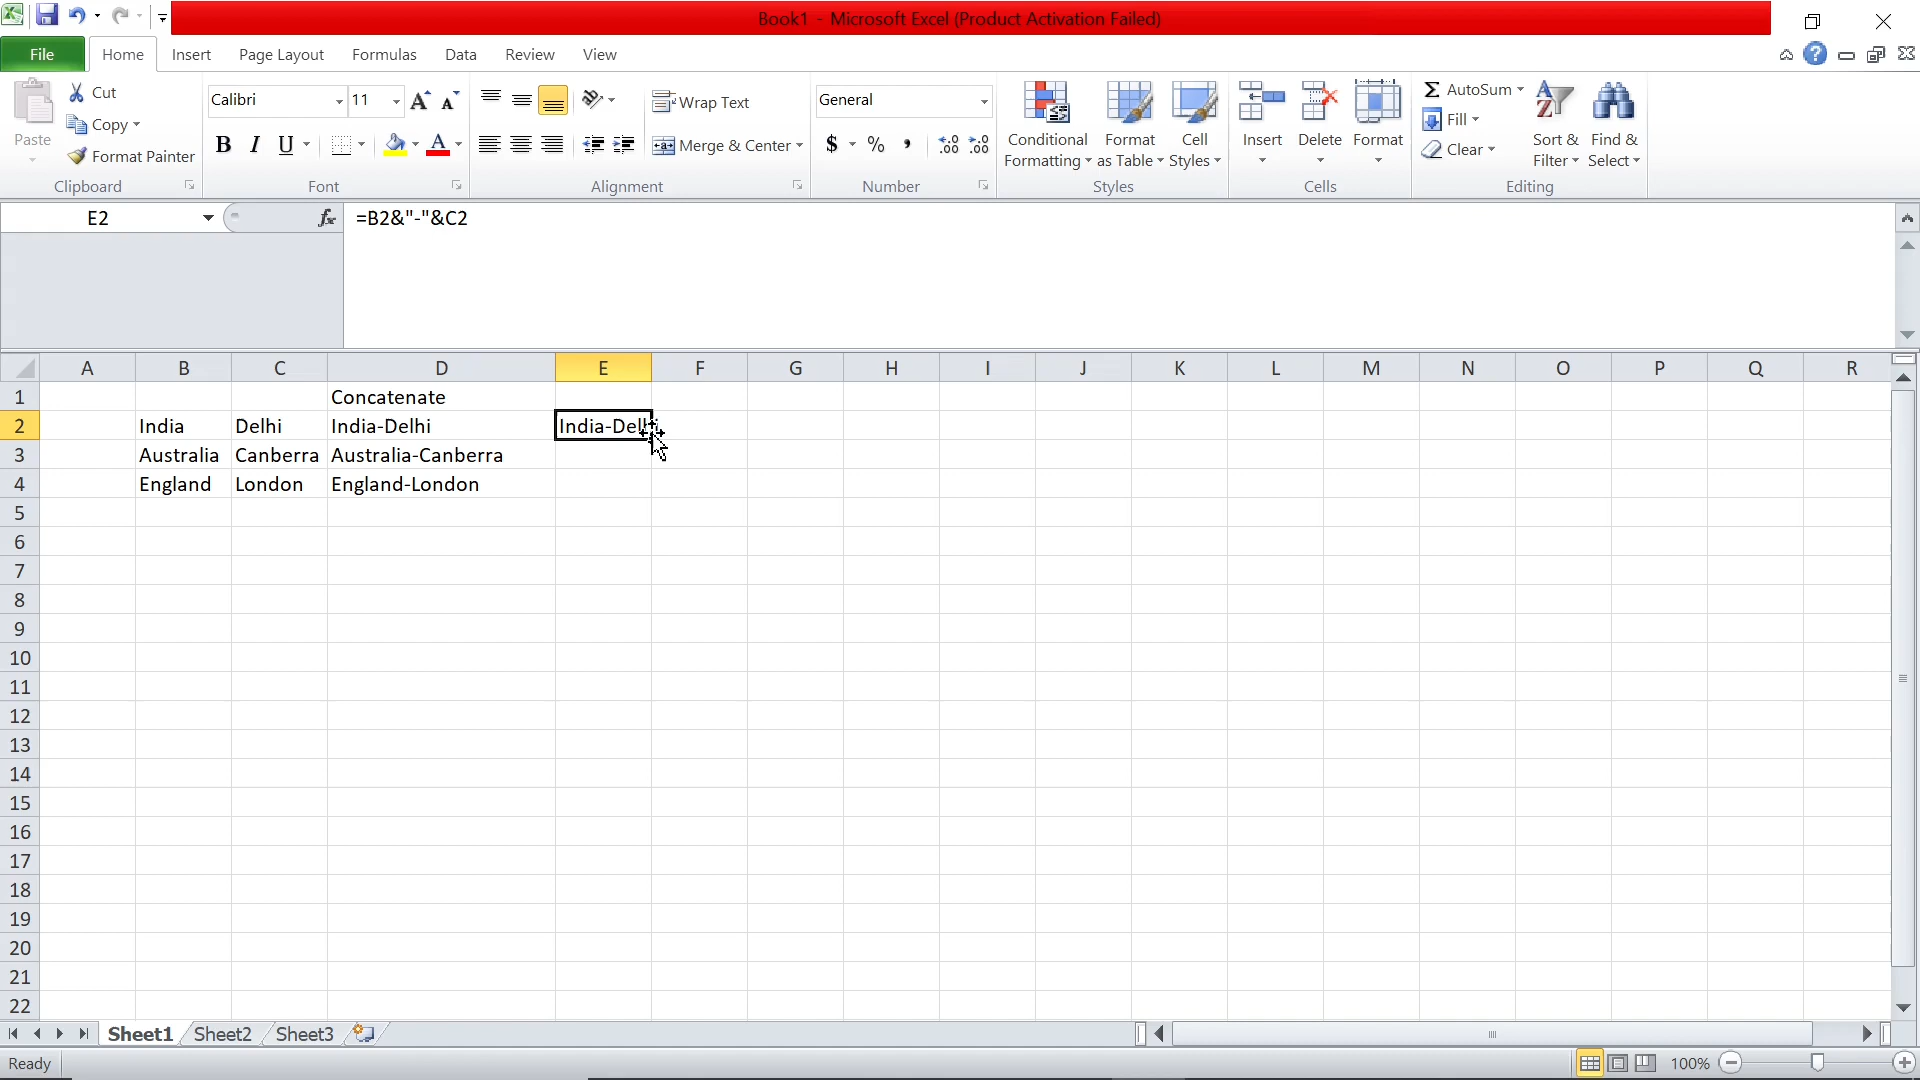 Book1 - Microsoft Excel (Product Activation Failed)
File Home Insert Page Layout Formulas Data Review View
Paste
Cut
Copy
Format Painter
Clipboard
Calibri 11
B I U
Font
Wrap Text
Merge & Center
Alignment
General
$ % ,
Number
Conditional Formatting
Format as Table
Cell Styles
Styles
Insert Delete Format
Cells
Σ AutoSum
Fill
Clear
Sort & Filter
Find & Select
Editing
E2 fx =B2&"-"&C2
A B C D E F G H I J K L M N O P Q R
1 Concatenate
2 India Delhi India-Delhi India-Del
3 Australia Canberra Australia-Canberra
4 England London England-London
5
6
7
8
9
10
11
12
13
14
15
16
17
18
19
20
21
22
Sheet1 Sheet2 Sheet3
Ready 100%